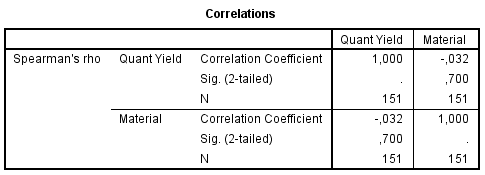 Correlations
Quant Yield Material
Spearman's rho Quant Yield Correlation Coefficient 1,000 -,032
Sig. (2-tailed) . ,700
N 151 151
Material Correlation Coefficient -,032 1,000
Sig. (2-tailed) ,700 .
N 151 151